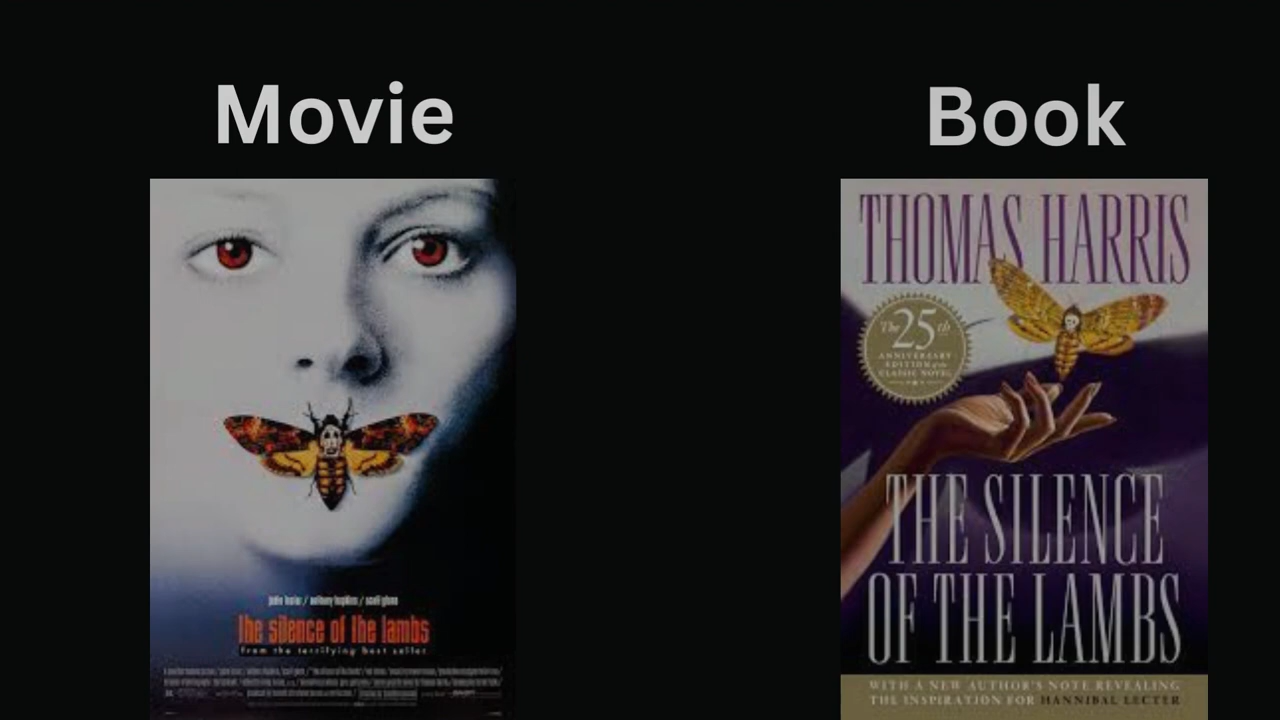 Movie
Book
jodie foster / anthony hopkins / scott glenn
the silence of the lambs
from the terrifying best seller
THOMAS HARRIS
The 25th
ANNIVERSARY
EDITION of the
CLASSIC NOVEL
THE SILENCE
OF THE LAMBS
WITH A NEW AUTHOR'S NOTE REVEALING
THE INSPIRATION FOR HANNIBAL LECTER